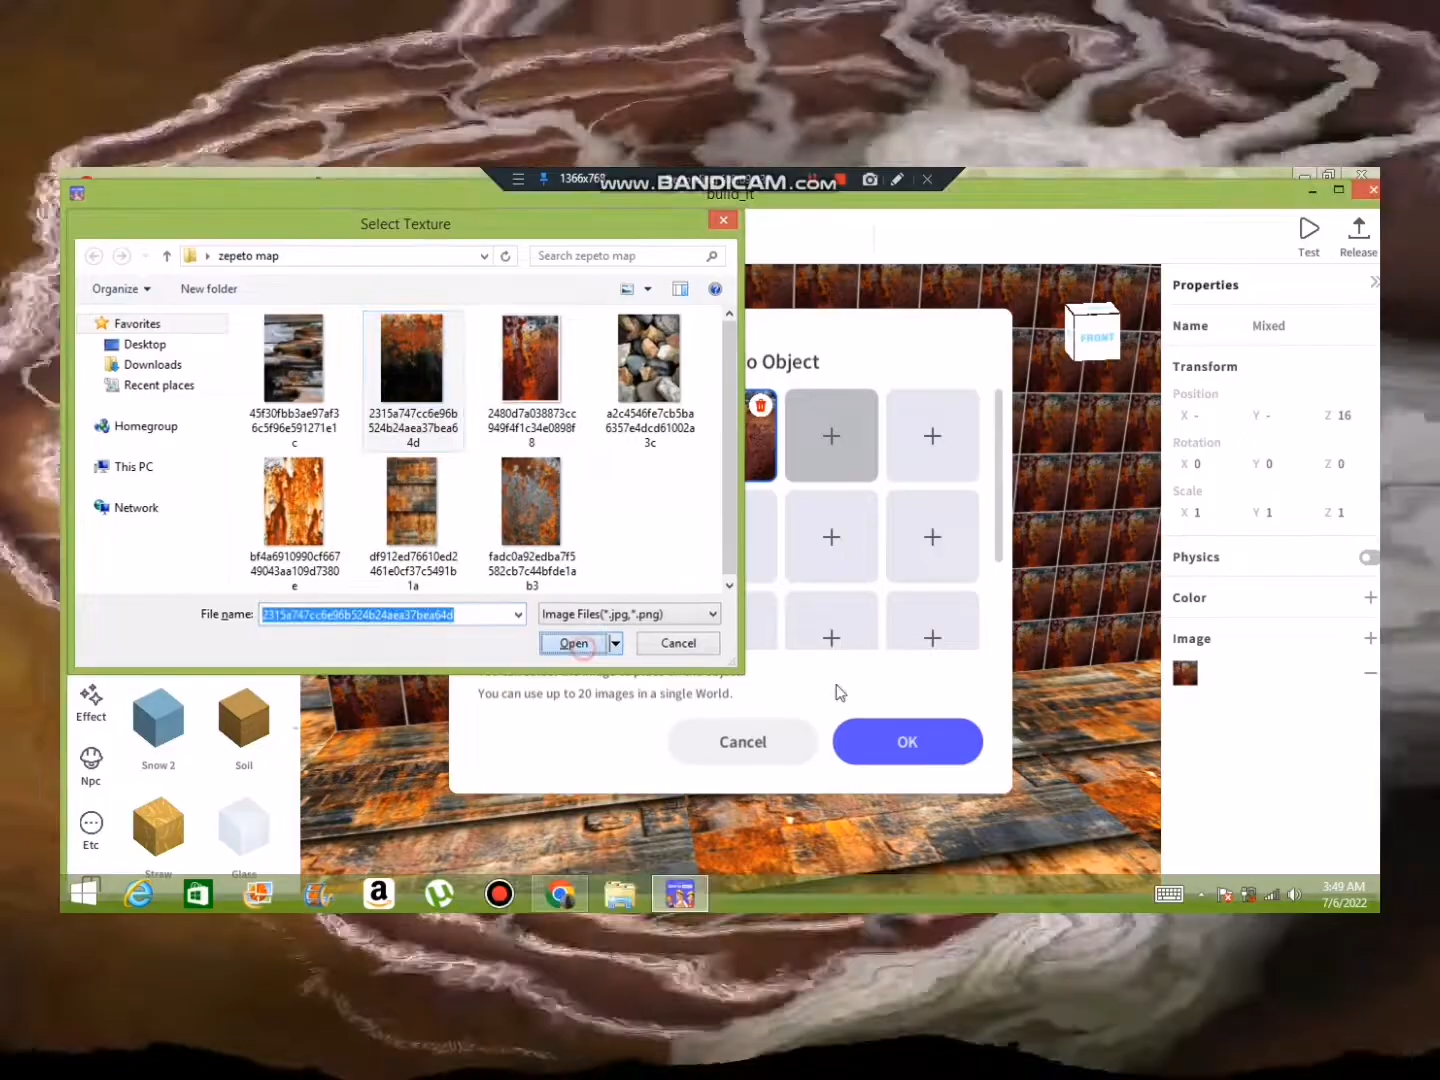 1366x768
www.BANDICAM.com
build_it
Select Texture
zepeto map
Search zepeto map
Organize
New folder
Favorites
Desktop
Downloads
Recent places
Homegroup
This PC
Network
45f30fbb3ae97af3
6c5f96e591271e1
c
2315a747cc6e96b
524b24aea37bea6
4d
2480d7a038873cc
949f4f1c34e0898f
8
a2c4546fe7cb5ba
6357e4dcd61002a
3c
bf4a6910990cf667
49043aa109d7380
e
df912ed76610ed2
461e0cf37c5491b
1a
fadc0a92edba7f5
582cb7c44bfde1a
b3
File name:
2315a747cc6e96b524b24aea37bea64d
Image Files(*.jpg,*.png)
Open
Cancel
o Object
You can use up to 20 images in a single World.
Cancel
OK
Test
Release
FRONT
Properties
Name Mixed
Transform
Position
X - Y - Z 16
Rotation
X 0 Y 0 Z 0
Scale
X 1 Y 1 Z 1
Physics
Color
Image
Effect
Npc
Etc
Snow 2
Soil
Straw
Glass
3:49 AM
7/6/2022